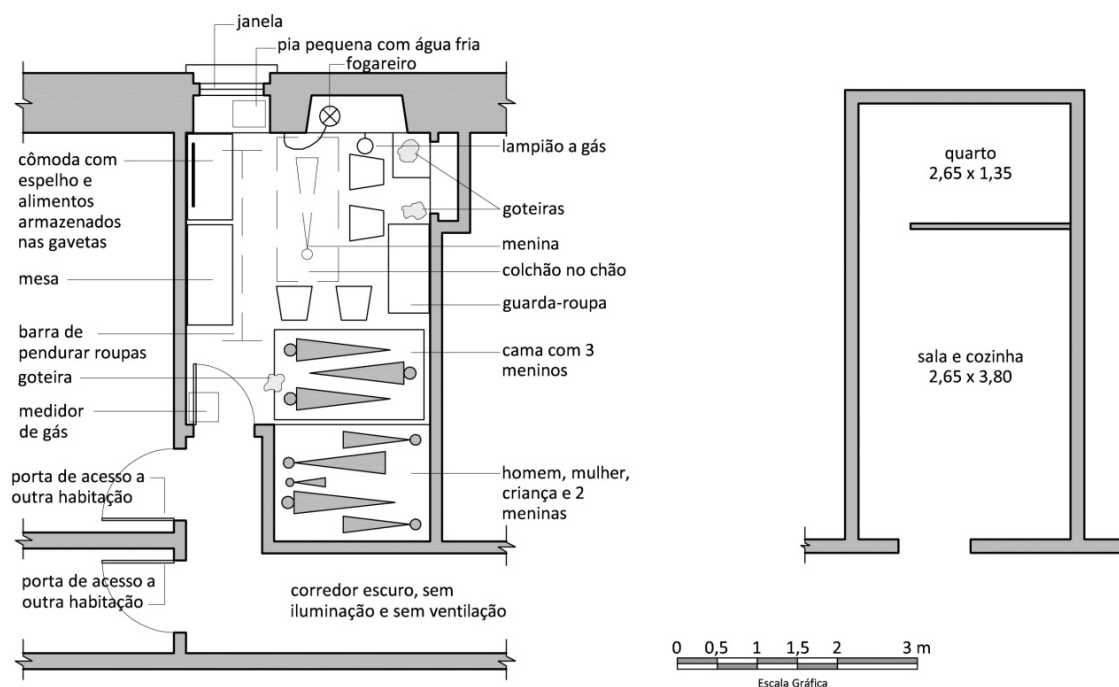 janela
pia pequena com água fria
fogareiro
cômoda com
espelho e
alimentos
armazenados
nas gavetas
mesa
barra de
pendurar roupas
goteira
medidor
de gás
porta de acesso a
outra habitação
porta de acesso a
outra habitação
lampião a gás
goteiras
menina
colchão no chão
guarda-roupa
cama com 3
meninos
homem, mulher,
criança e 2
meninas
corredor escuro, sem
iluminação e sem ventilação
quarto
2,65 x 1,35
sala e cozinha
2,65 x 3,80
0 0,5 1 1,5 2 3 m
Escala Gráfica